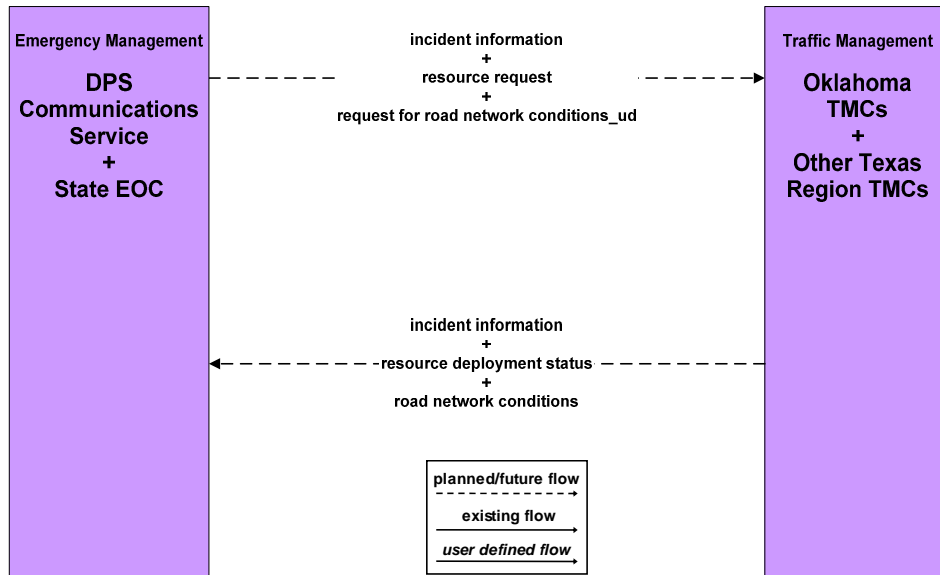 Emergency Management
DPS
Communications
Service
+
State EOC
incident information
+
resource request
+
request for road network conditions_ud
Traffic Management
Oklahoma
TMCs
+
Other Texas
Region TMCs
incident information
+
resource deployment status
+
road network conditions
planned/future flow
existing flow
user defined flow